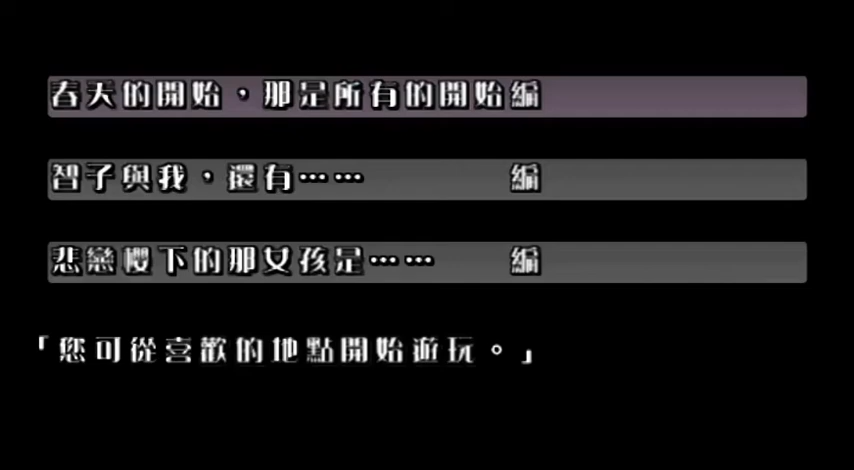 春天的開始，那是所有的開始編
智子與我，還有⋯⋯ 編
悲戀櫻下的那女孩是⋯⋯ 編
「您可從喜歡的地點開始遊玩。」